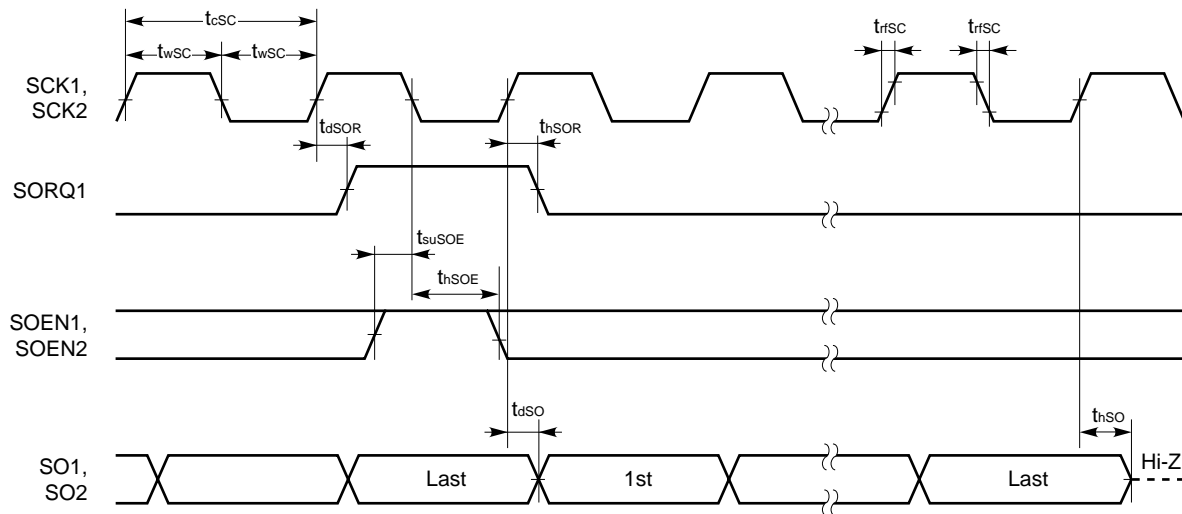 tcSC
twSC twSC
trfSC trfSC
SCK1,
SCK2
tdSOR thSOR
SORQ1
tsuSOE
thSOE
SOEN1,
SOEN2
tdSO
thSO
SO1,
SO2
Last 1st Last Hi-Z